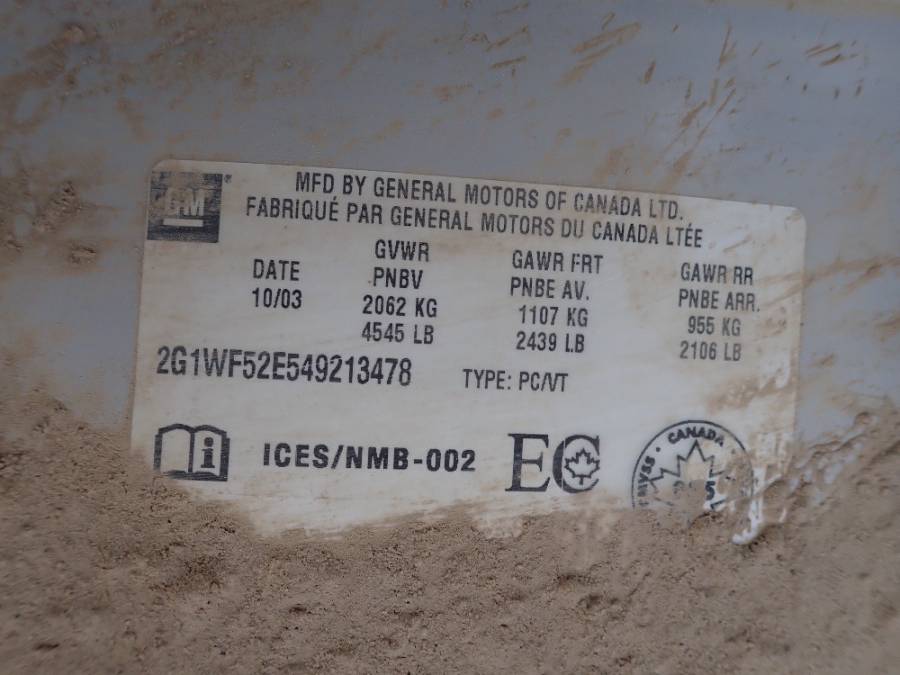 GM
MFD BY GENERAL MOTORS OF CANADA LTD.
FABRIQUÉ PAR GENERAL MOTORS DU CANADA LTÉE
DATE
10/03
GVWR
PNBV
2062 KG
4545 LB
GAWR FRT
PNBE AV.
1107 KG
2439 LB
GAWR RR
PNBE ARR.
955 KG
2106 LB
2G1WF52E549213478
TYPE: PC/VT
ICES/NMB-002
EC
CANADA